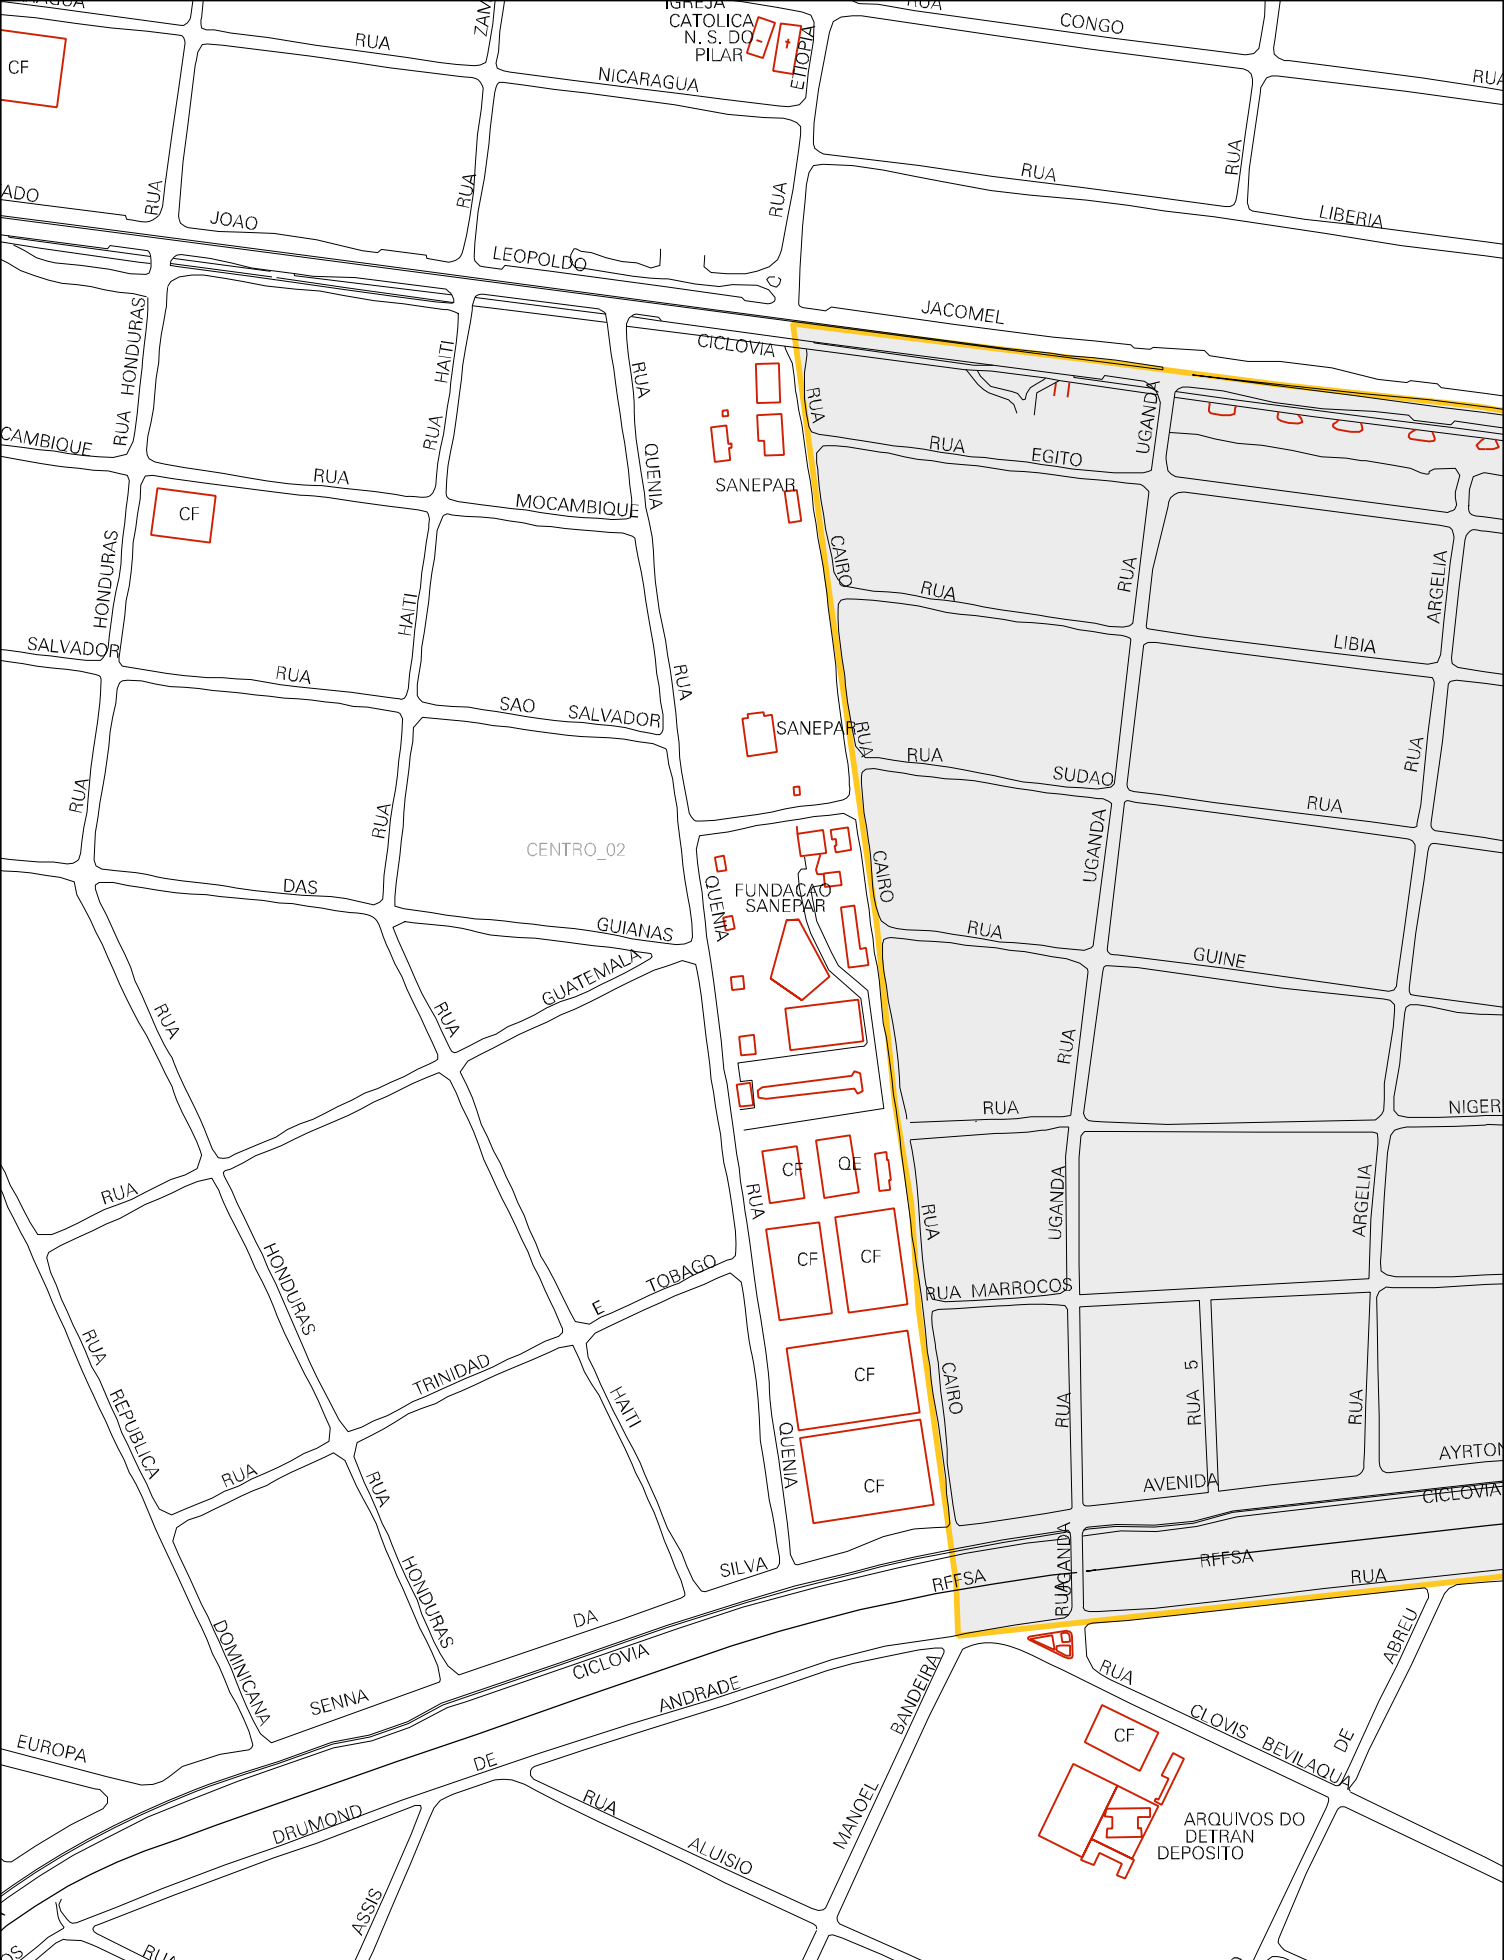 IGREJA
CATOLICA
N. S. DO
PILAR
RUA
CONGO
RUA
NICARAGUA
ETIOPIA
CF
RUA
RUA
RUA
RUA
RUA
LIBERIA
JOAO
LEOPOLDO
JACOMEL
CICLOVIA
RUA HONDURAS
RUA HAITI
RUA
QUENIA
RUA
CAIRO
UGANDA
RUA
EGITO
RUA
MOCAMBIQUE
SANEPAR
CF
HONDURAS
HAITI
RUA
RUA
LIBIA
ARGELIA
SALVADOR
RUA
SAO SALVADOR
RUA
SANEPAR
RUA
RUA
SUDAO
RUA
RUA
RUA
RUA
CENTRO_02
UGANDA
CAIRO
DAS
GUIANAS
QUENIA
FUNDACAO
SANEPAR
RUA
GUINE
GUATEMALA
RUA
RUA
RUA
RUA
NIGER
CF
QE
RUA
RUA
RUA
UGANDA
ARGELIA
CF
CF
HONDURAS
E
TOBAGO
RUA MARROCOS
RUA
REPUBLICA
TRINIDAD
HAITI
CF
CAIRO
RUA
RUA 5
RUA
RUA
RUA
QUENIA
CF
AVENIDA
AYRTON
CICLOVIA
HONDURAS
SILVA
RFFSA
RUA
UGANDA
RFFSA
RUA
DA
CICLOVIA
DOMINICANA
SENNA
ANDRADE
BANDEIRA
RUA
CLOVIS
BEVILAQUA
DE
ABREU
EUROPA
DE
DRUMOND
RUA
ALUISIO
MANOEL
CF
ARQUIVOS DO
DETRAN
DEPOSITO
ASSIS